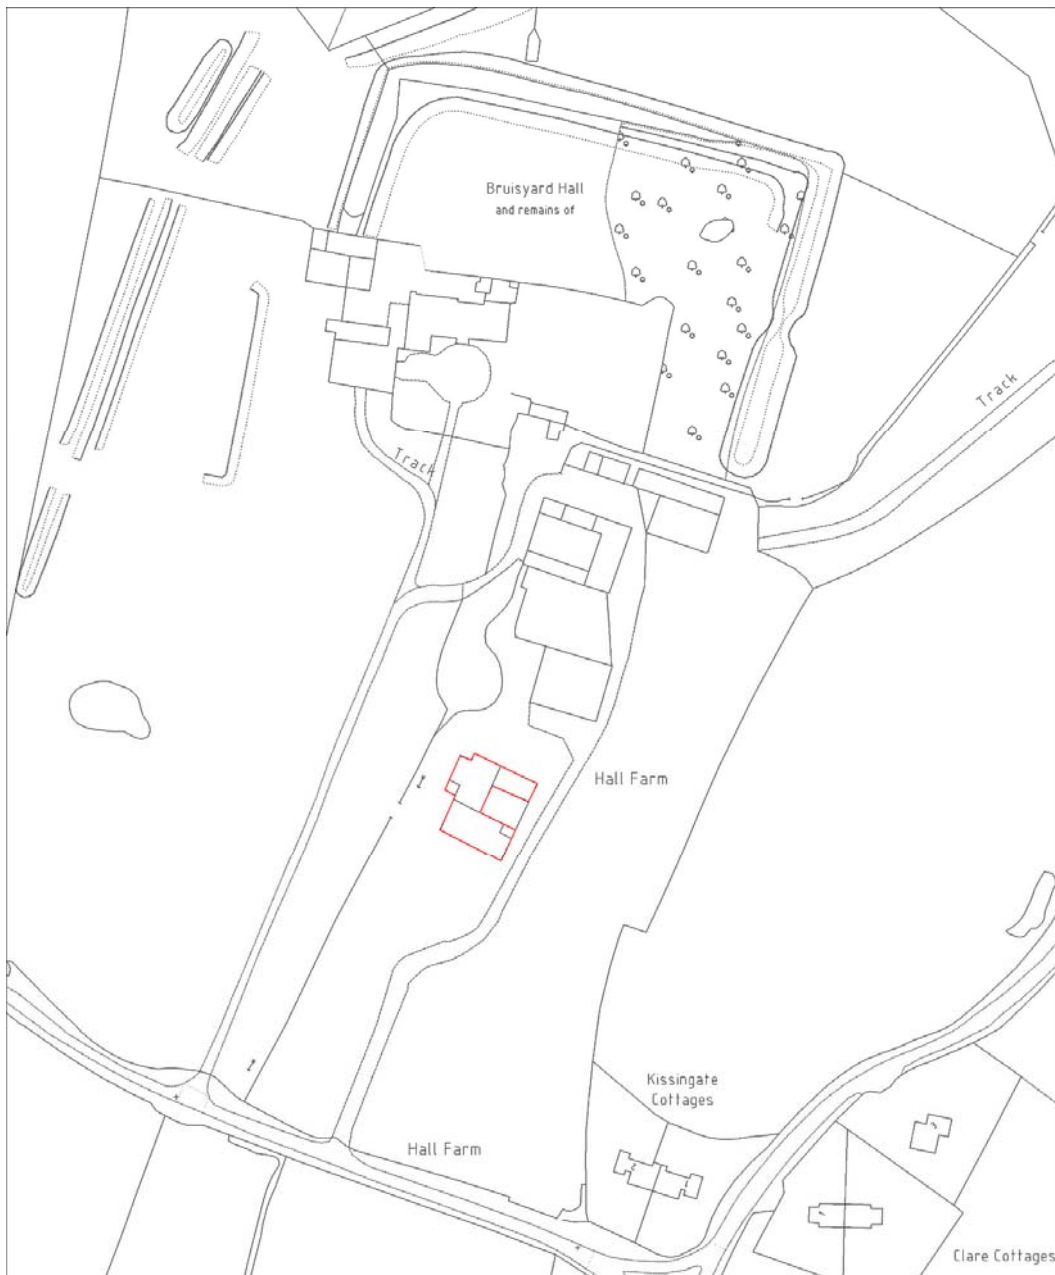 Bruisyard Hall
and remains of
Track
Track
Hall Farm
Kissingate
Cottages
Hall Farm
Clare Cottages